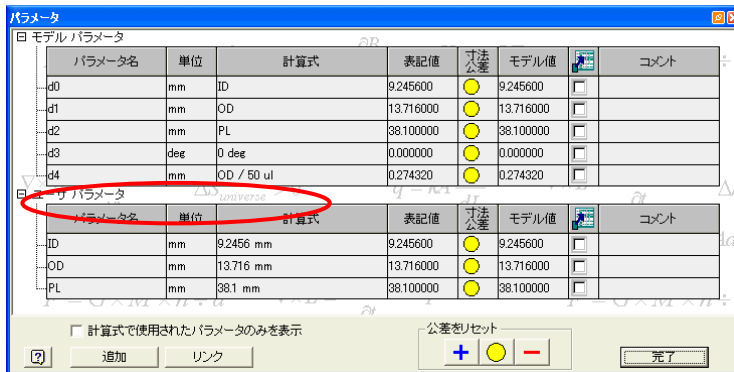 パラメータ
モデル パラメータ
パラメータ名 単位 計算式 表記値 寸法公差 モデル値 コメント
d0 mm ID 9.245600 9.245600
d1 mm OD 13.716000 13.716000
d2 mm PL 38.100000 38.100000
d3 deg 0 deg 0.000000 0.000000
d4 mm OD / 50 ul 0.274320 0.274320
ユーザ パラメータ
パラメータ名 単位 計算式 表記値 寸法公差 モデル値 コメント
ID mm 9.2456 mm 9.245600 9.245600
OD mm 13.716 mm 13.716000 13.716000
PL mm 38.1 mm 38.100000 38.100000
計算式で使用されたパラメータのみを表示
公差をリセット
追加 リンク
完了